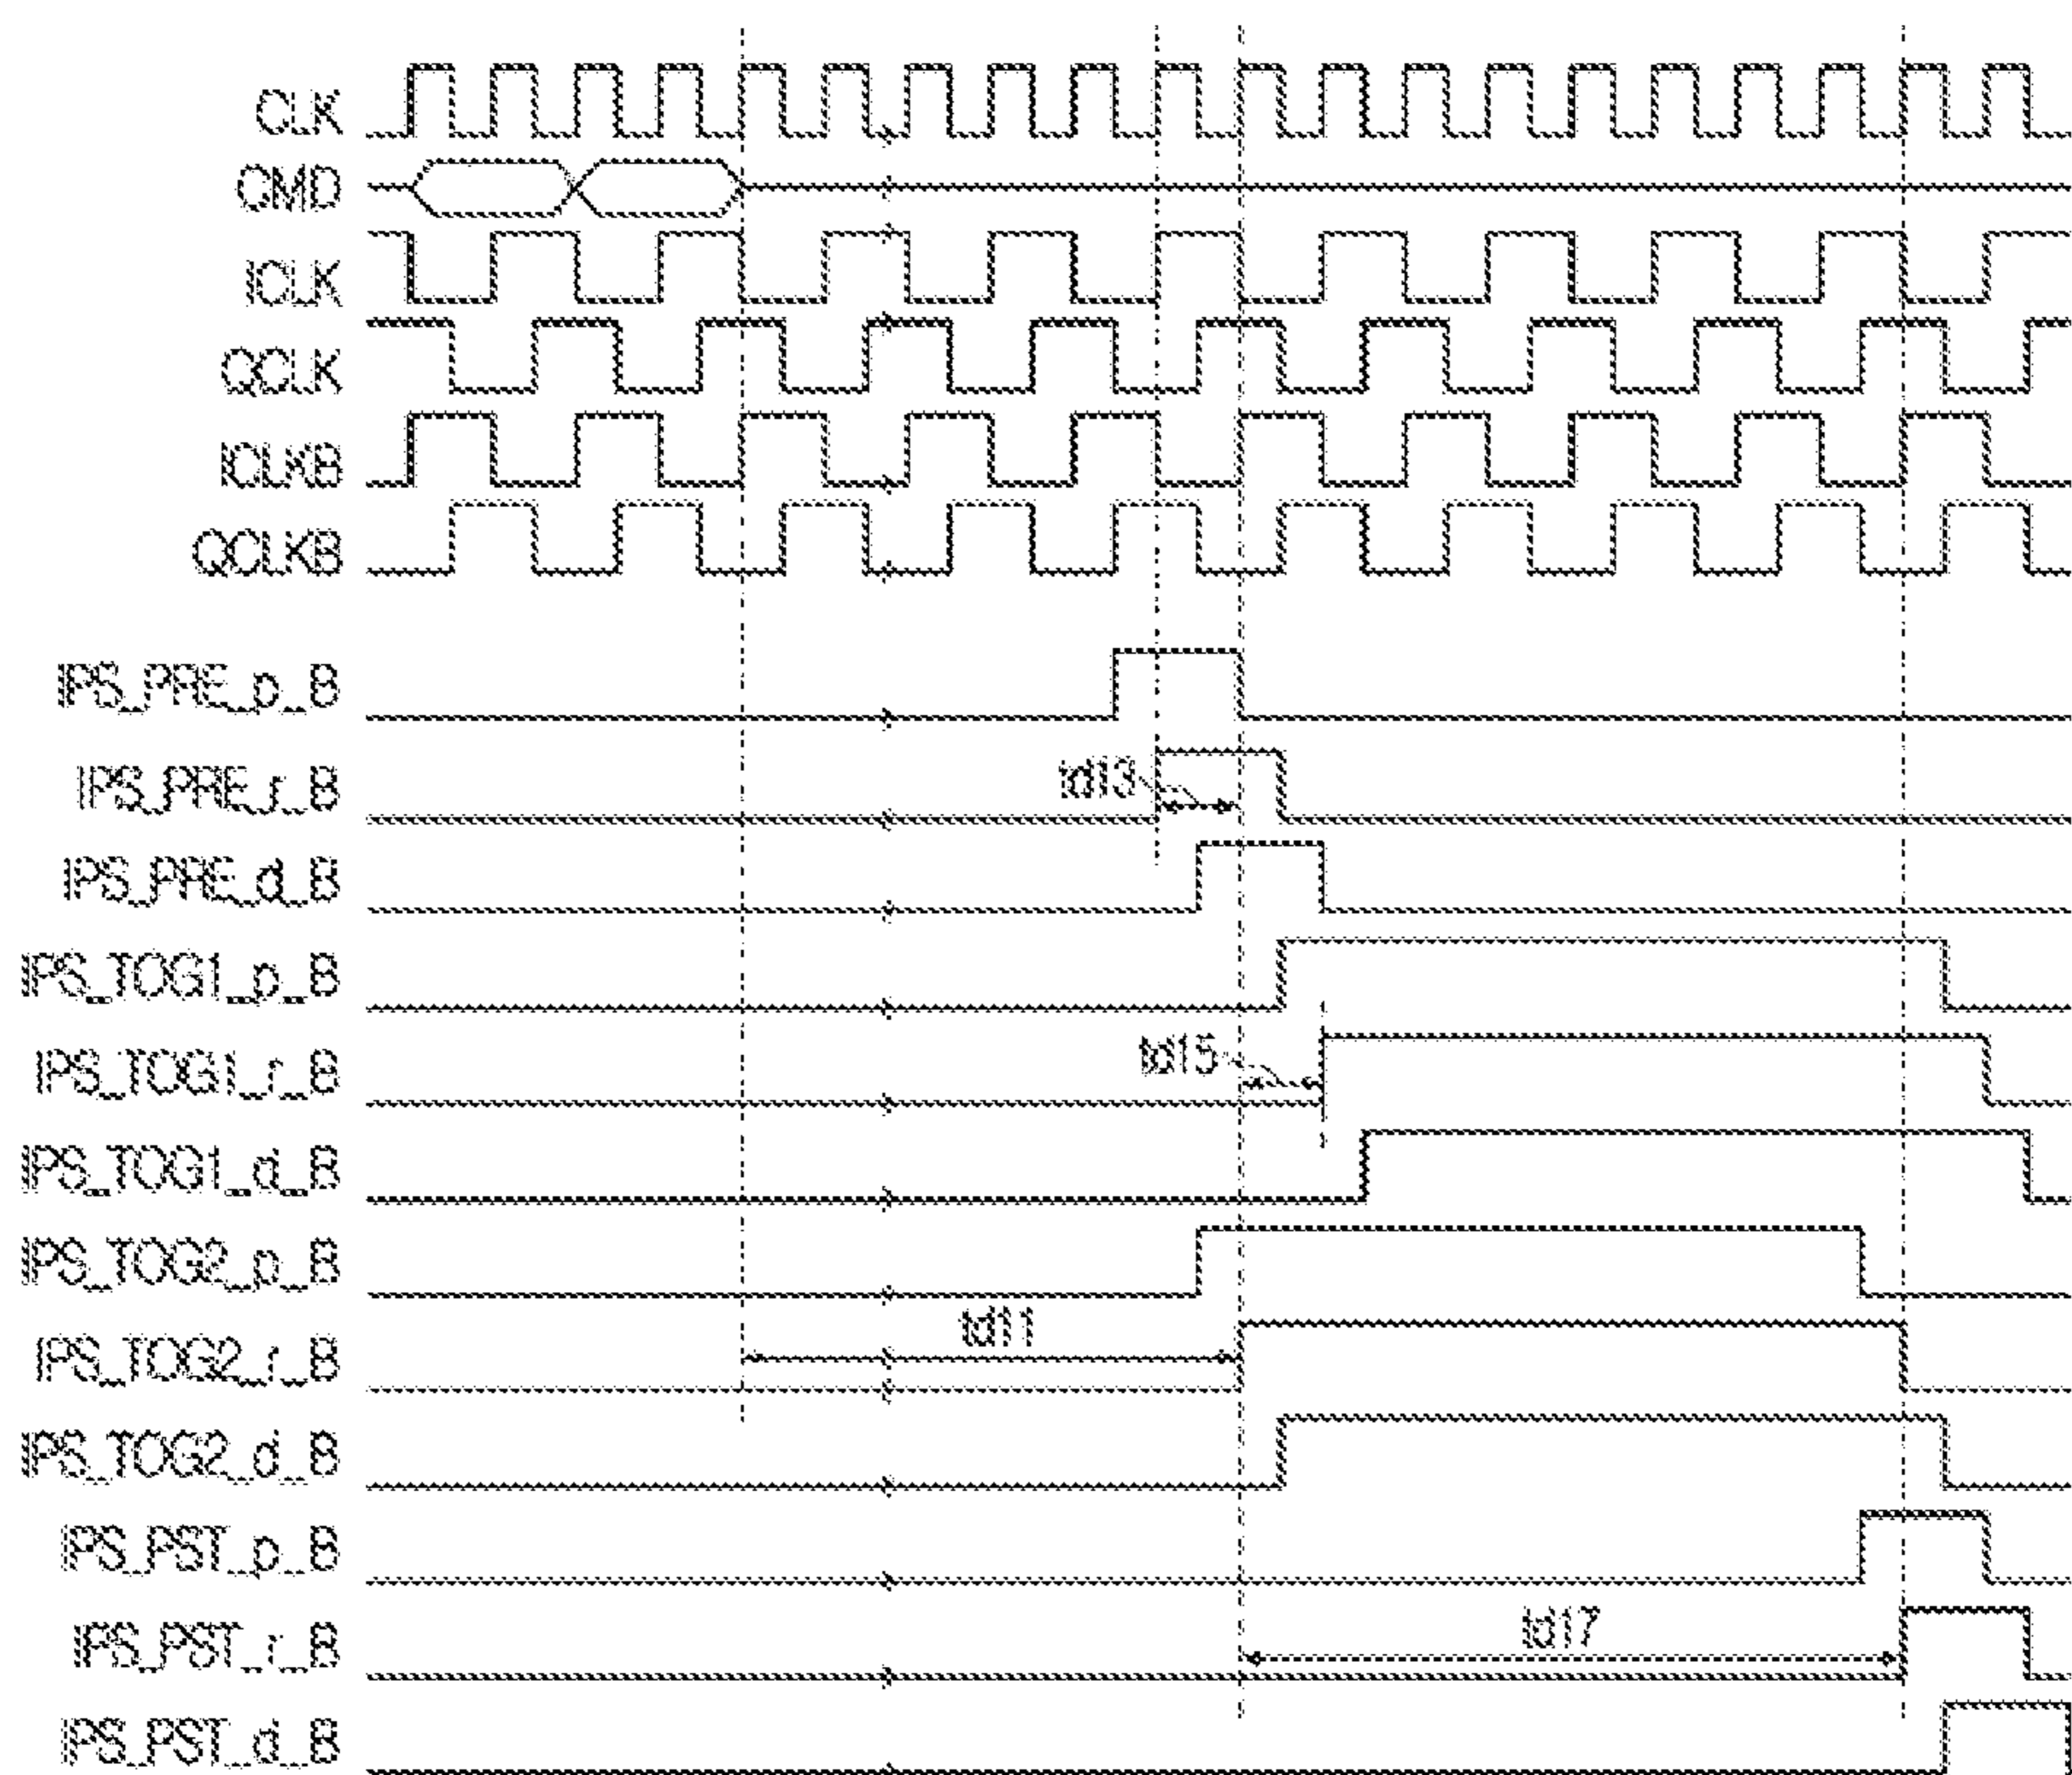 CLK
CMD
ICLK
QCLK
ICLKB
QCLKB
IPS_PRE_p_B
IPS_PRE_r_B
td13
IPS_PRE_d_B
IPS_TOG1_p_B
IPS_TOG1_r_B
td15
IPS_TOG1_d_B
IPS_TOG2_p_B
td11
IPS_TOG2_r_B
IPS_TOG2_d_B
IPS_PST_p_B
IPS_PST_r_B
td17
IPS_PST_d_B